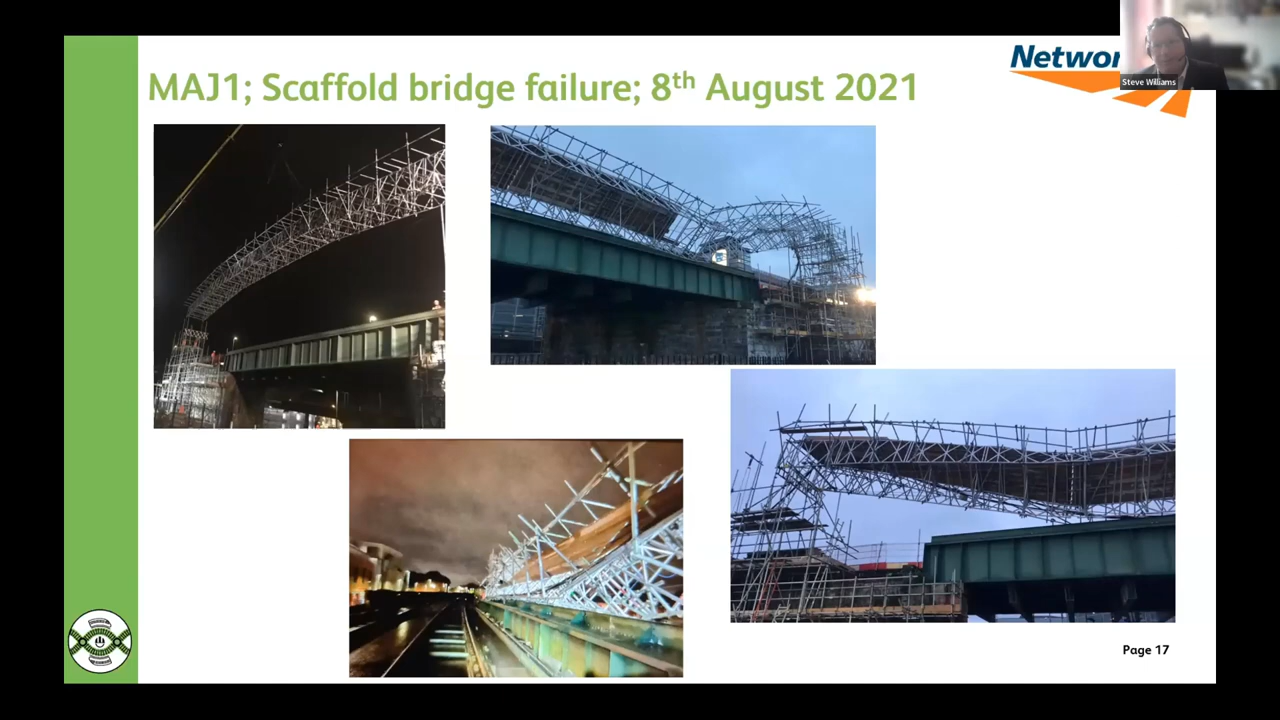 MAJ1; Scaffold bridge failure; 8th August 2021
Networ
Steve Williams
Page 17